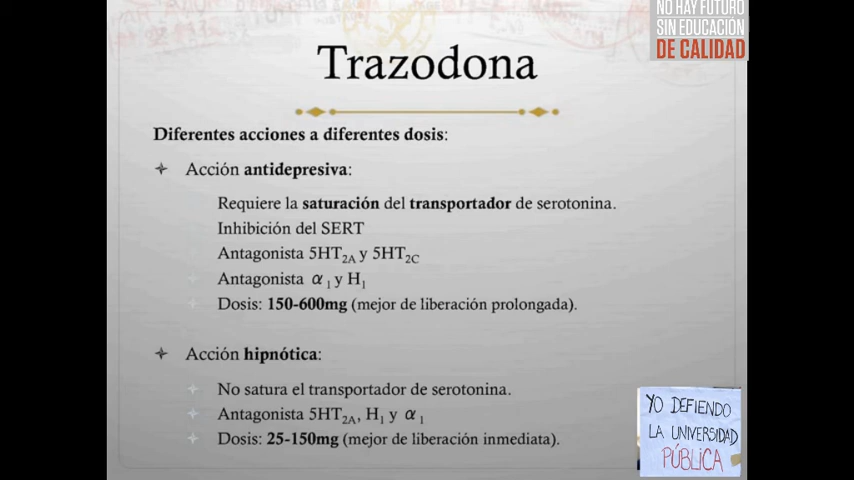 NO HAY FUTURO
SIN EDUCACIÓN
DE CALIDAD
Trazodona
Diferentes acciones a diferentes dosis:
Acción antidepresiva:
Requiere la saturación del transportador de serotonina.
Inhibición del SERT
Antagonista 5HT2A y 5HT2C
Antagonista α1 y H1
Dosis: 150-600mg (mejor de liberación prolongada).
Acción hipnótica:
No satura el transportador de serotonina.
Antagonista 5HT2A, H1 y α1
Dosis: 25-150mg (mejor de liberación inmediata).
YO DEFIENDO
LA UNIVERSIDAD
PÚBLICA